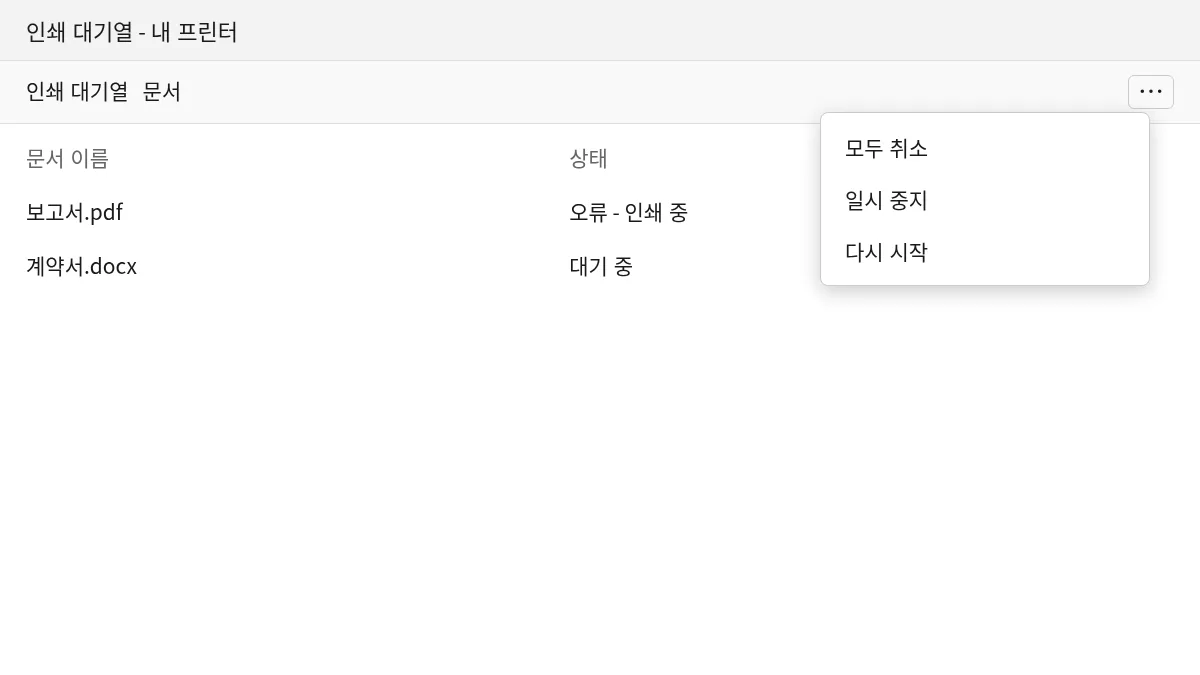 인쇄 대기열 - 내 프린터
인쇄 대기열 문서
···
문서 이름 상태
보고서.pdf 오류 - 인쇄 중
계약서.docx 대기 중
모두 취소
일시 중지
다시 시작